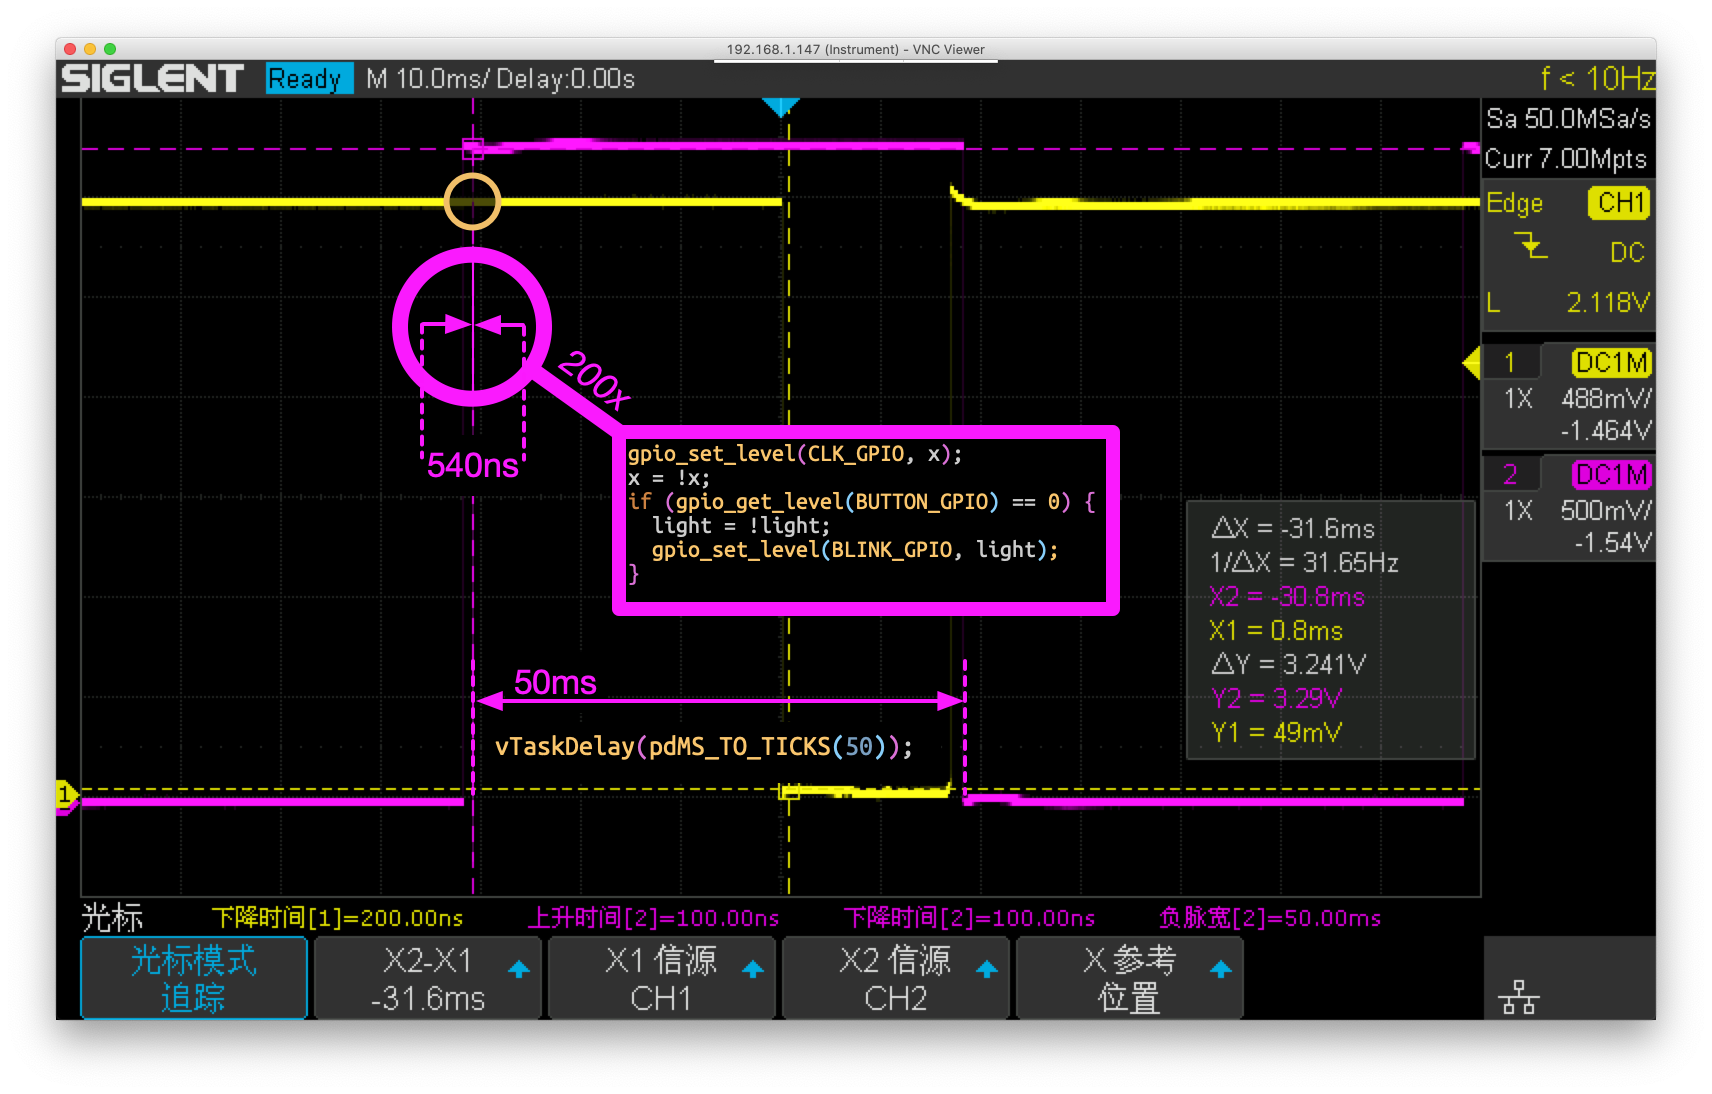 192.168.1.147 (Instrument) - VNC Viewer
SIGLENT Ready M 10.0ms/ Delay:0.00s f < 10Hz
Sa 50.0MSa/s
Curr 7.00Mpts
Edge CH1
DC
L 2.118V
1 DC1M
1X 488mV/
-1.464V
2 DC1M
1X 500mV/
-1.54V
200x
540ns
gpio_set_level(CLK_GPIO, x);
x = !x;
if (gpio_get_level(BUTTON_GPIO) == 0) {
light = !light;
gpio_set_level(BLINK_GPIO, light);
}
ΔX = -31.6ms
1/ΔX = 31.65Hz
X2 = -30.8ms
X1 = 0.8ms
ΔY = 3.241V
Y2 = 3.29V
Y1 = 49mV
50ms
vTaskDelay(pdMS_TO_TICKS(50));
1
光标 下降时间[1]=200.00ns 上升时间[2]=100.00ns 下降时间[2]=100.00ns 负脉宽[2]=50.00ms
光标模式
追踪
X2-X1
-31.6ms
X1 信源
CH1
X2 信源
CH2
X 参考
位置